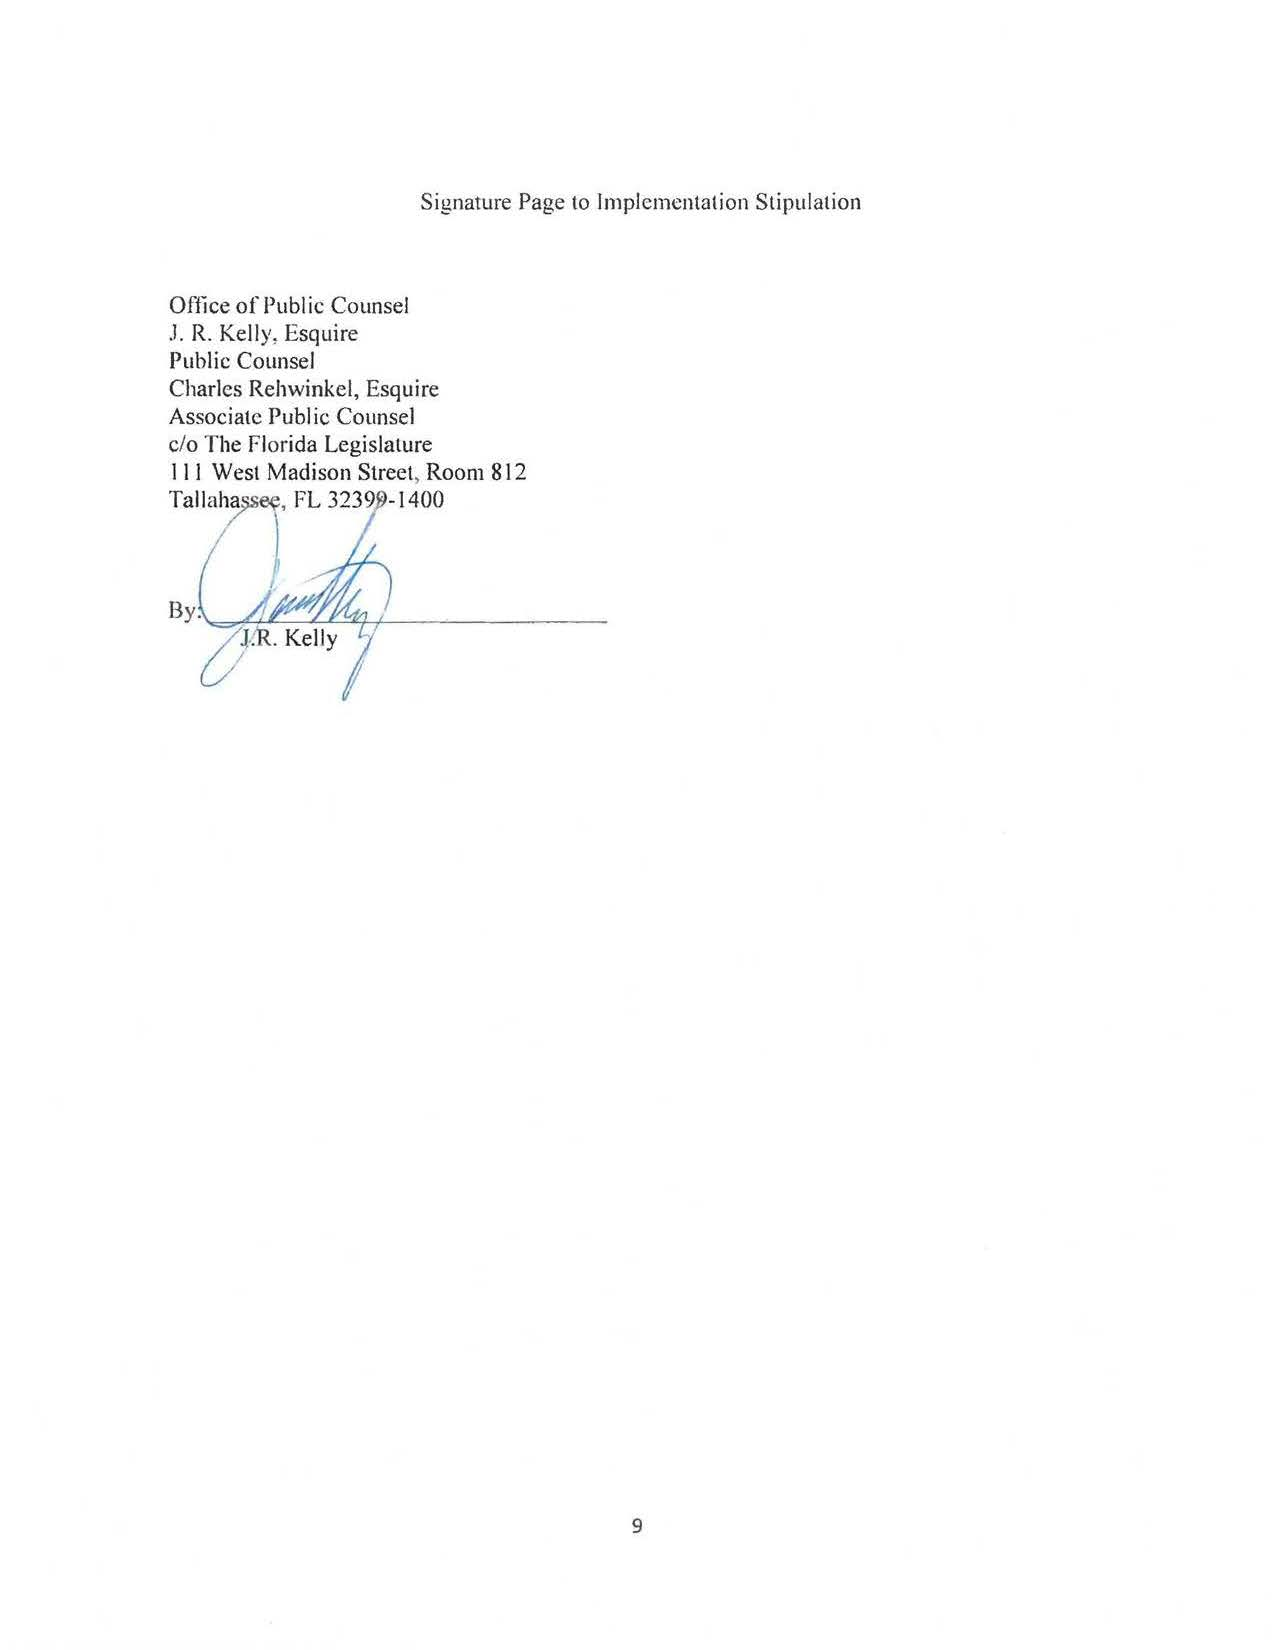 Signature Page to Implementation Stipulation
Office of Public Counsel
J. R. Kelly, Esquire
Public Counsel
Charles Rehwinkel, Esquire
Associate Public Counsel
c/o The Florida Legislature
111 West Madison Street, Room 812
Tallahassee, FL 32399-1400
By:
J.R. Kelly
9